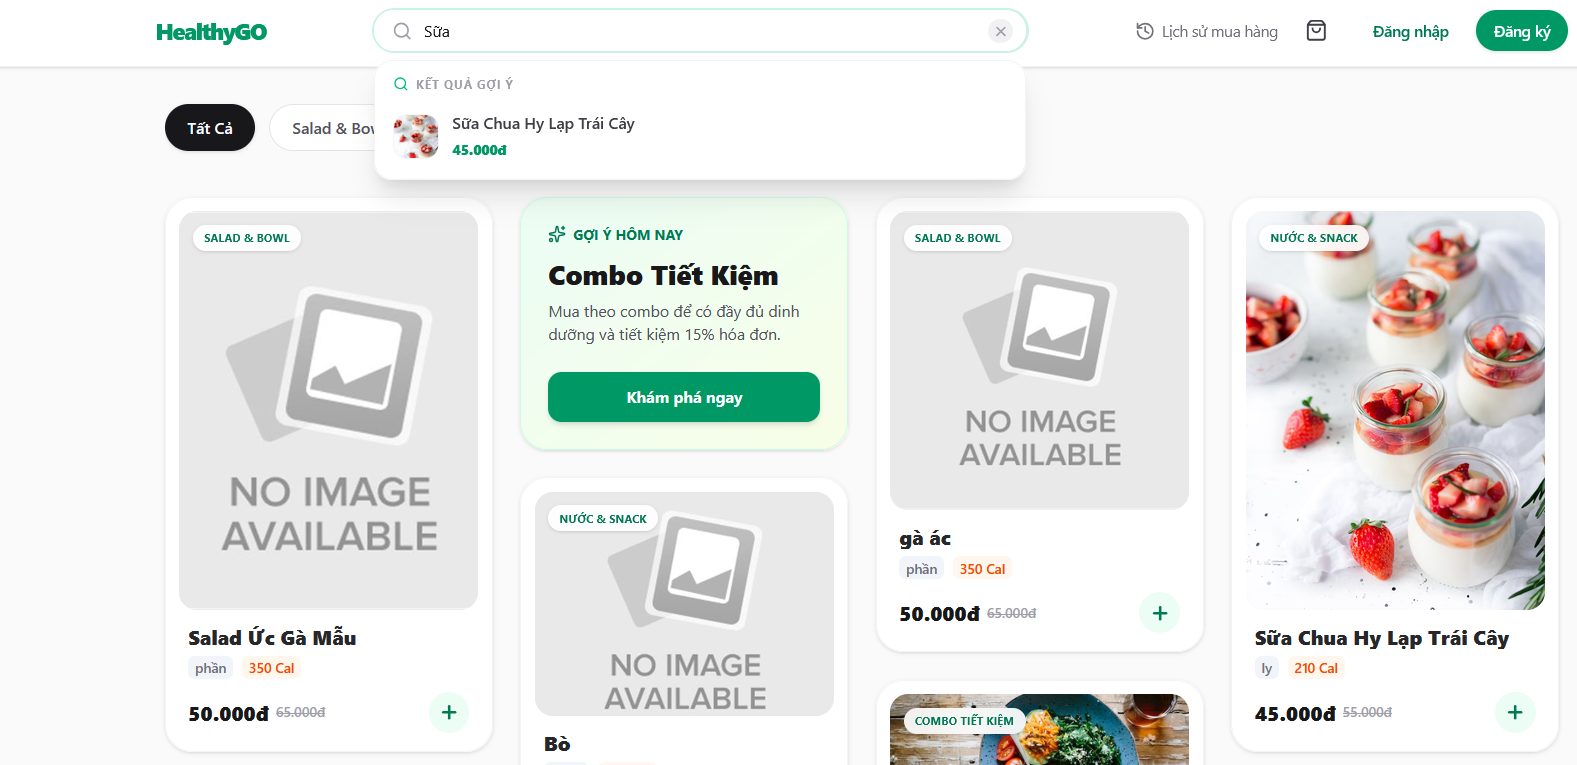 HealthyGO
Sữa
Lịch sử mua hàng
Đăng nhập
Đăng ký
KẾT QUẢ GỢI Ý
Sữa Chua Hy Lạp Trái Cây
45.000đ
Tất Cả
Salad &
SALAD & BOWL
NO IMAGE
AVAILABLE
Salad Ức Gà Mẫu
phần 350 Cal
50.000đ 65.000đ
GỢI Ý HÔM NAY
Combo Tiết Kiệm
Mua theo combo để có đầy đủ dinh
dưỡng và tiết kiệm 15% hóa đơn.
Khám phá ngay
NƯỚC & SNACK
NO IMAGE
AVAILABLE
Bò
SALAD & BOWL
NO IMAGE
AVAILABLE
gà ác
phần 350 Cal
50.000đ 65.000đ
COMBO TIẾT KIỆM
NƯỚC & SNACK
Sữa Chua Hy Lạp Trái Cây
ly 210 Cal
45.000đ 55.000đ